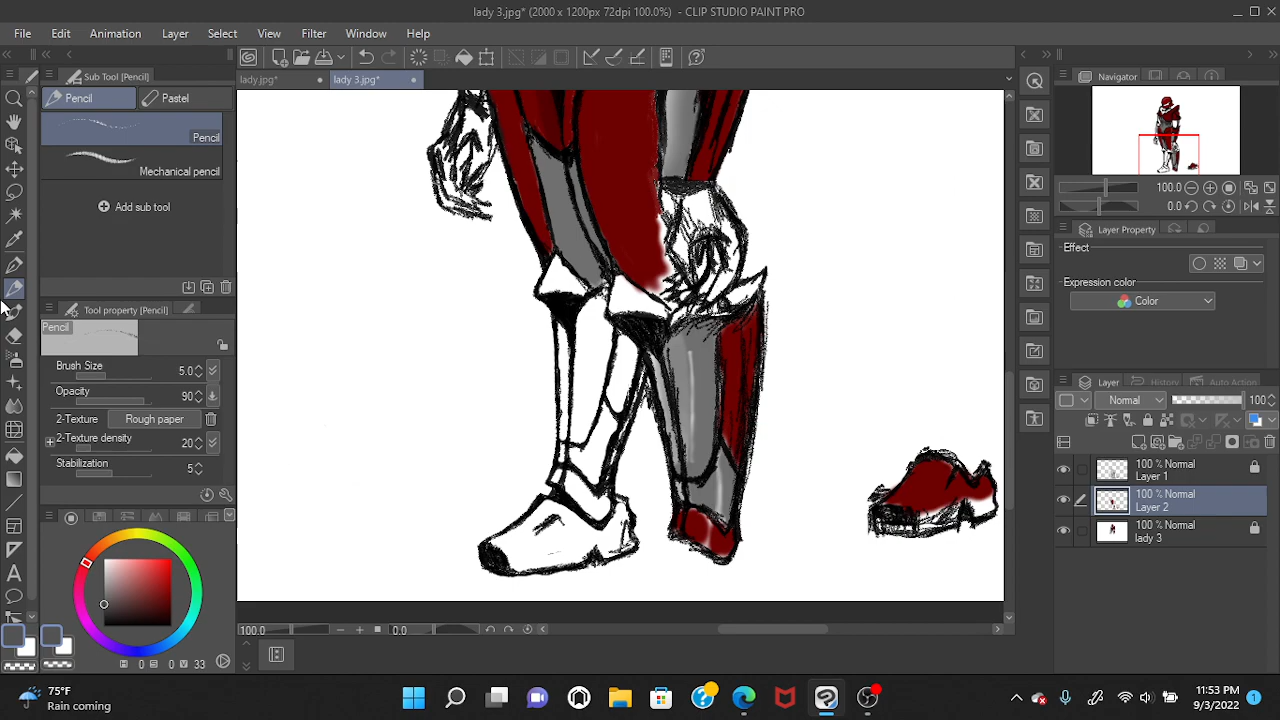 lady 3.jpg* (2000 x 1200px 72dpi 100.0%) - CLIP STUDIO PAINT PRO
File Edit Animation Layer Select View Filter Window Help
Sub Tool [Pencil]
lady.jpg*
lady 3.jpg*
Navigator
Pencil
Pastel
Pencil
Mechanical pencil
Add sub tool
100.0
0.0
Layer Property
Effect
Expression color
Color
Tool property [Pencil]
Pencil
Brush Size 5.0
Opacity 90
2-Texture Rough paper
2-Texture density 20
Stabilization 5
Layer
History
Auto Action
Normal 100
100 % Normal
Layer 1
100 % Normal
Layer 2
100 % Normal
lady 3
H 0 S 0 V 33
100.0
0.0
75°F
Rain coming
1:53 PM
9/3/2022
1